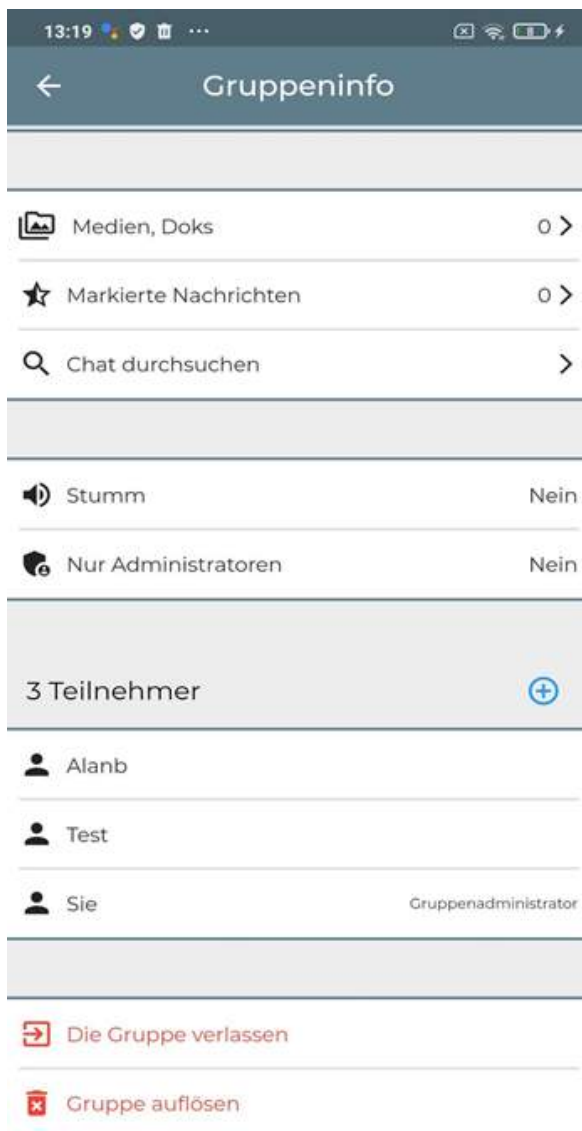 13:19 ...
Gruppeninfo
Medien, Doks 0
Markierte Nachrichten 0
Chat durchsuchen
Stumm Nein
Nur Administratoren Nein
3 Teilnehmer
Alanb
Test
Sie Gruppenadministrator
Die Gruppe verlassen
Gruppe auflösen